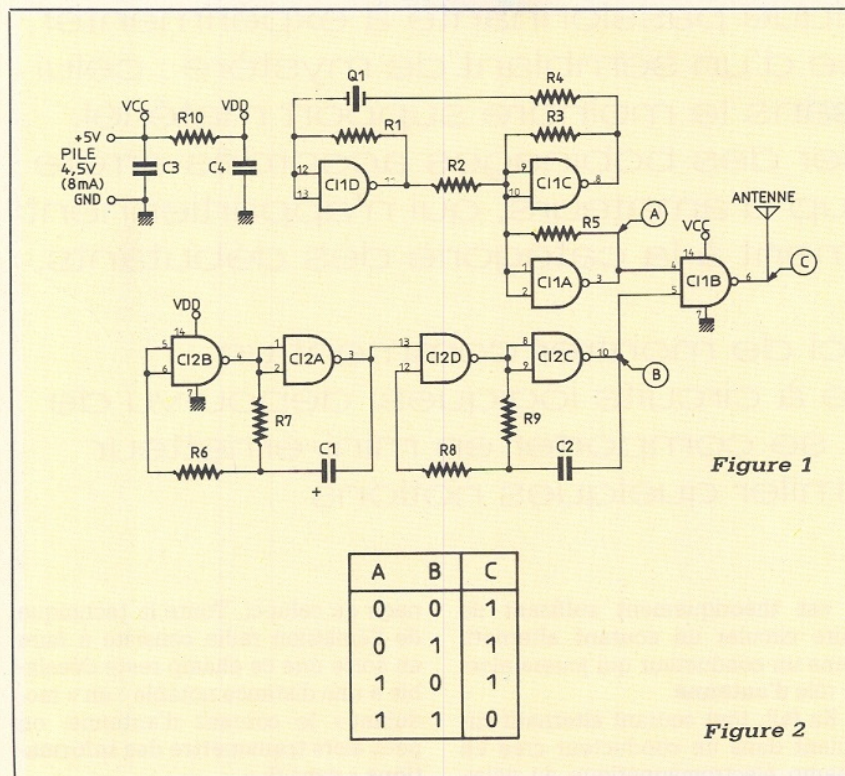 Q1
R4
VCC
VDD
R10
R1
R3
+5V
PILE
4,5V
(8mA)
GND
C3
C4
12
13
CI1D
11
R2
9
10
CI1C
8
R5
A
ANTENNE
VCC
1
2
CI1A
3
4
5
14
CI1B
6
7
C
VDD
14
5
6
CI2B
4
7
1
2
CI2A
3
13
12
CI2D
8
9
CI2C
10
B
R7
R9
R6
C1
+
R8
C2
Figure 1
A B C
0 0 1
0 1 1
1 0 1
1 1 0
Figure 2